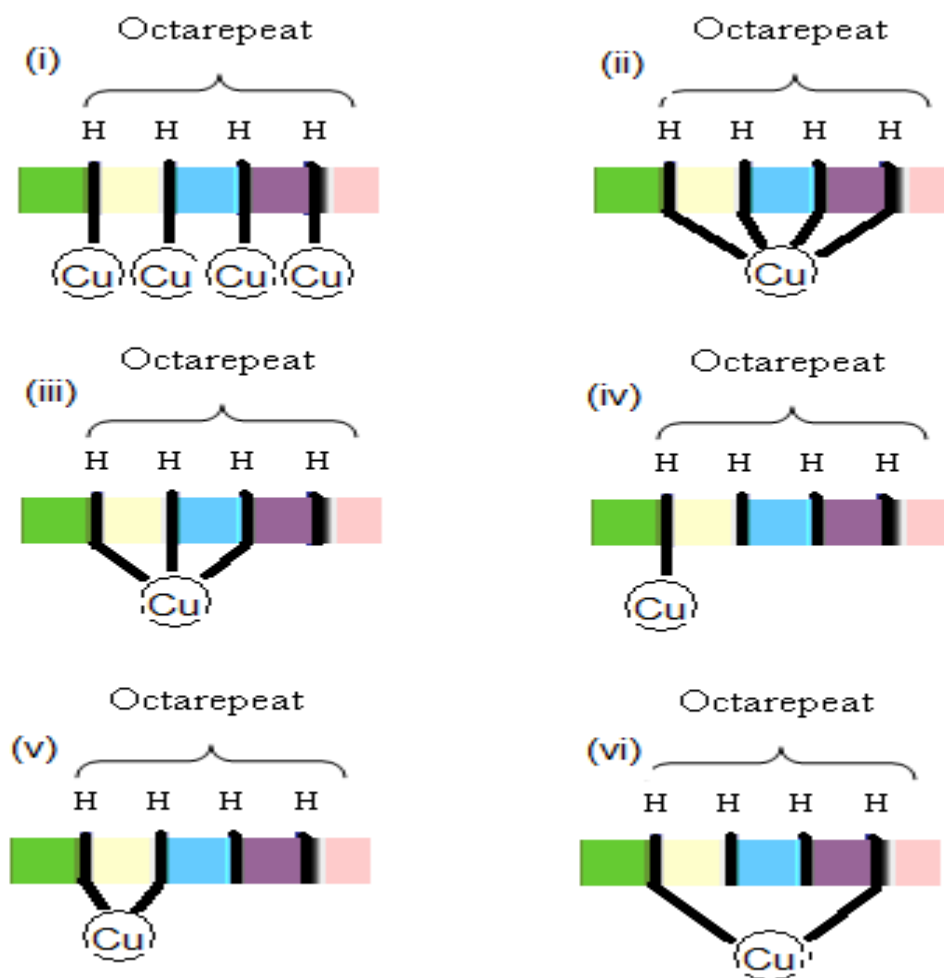 Octarepeat
(i)
H H H H
Cu Cu Cu Cu
Octarepeat
(ii)
H H H H
Cu
Octarepeat
(iii)
H H H H
Cu
Octarepeat
(iv)
H H H H
Cu
Octarepeat
(v)
H H H H
Cu
Octarepeat
(vi)
H H H H
Cu